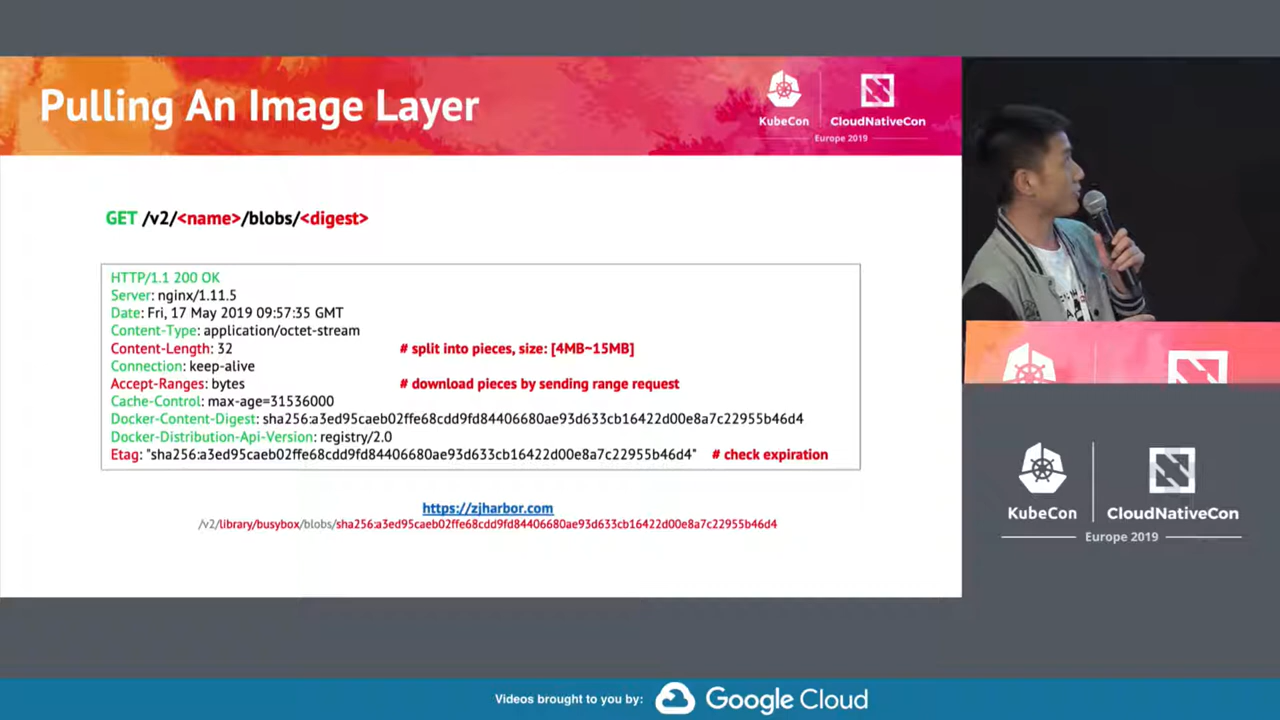 Pulling An Image Layer
KubeCon
CloudNativeCon
Europe 2019
GET /v2/<name>/blobs/<digest>
HTTP/1.1 200 OK
Server: nginx/1.11.5
Date: Fri, 17 May 2019 09:57:35 GMT
Content-Type: application/octet-stream
Content-Length: 32 # split into pieces, size: [4MB~15MB]
Connection: keep-alive
Accept-Ranges: bytes # download pieces by sending range request
Cache-Control: max-age=31536000
Docker-Content-Digest: sha256:a3ed95caeb02ffe68cdd9fd84406680ae93d633cb16422d00e8a7c22955b46d4
Docker-Distribution-Api-Version: registry/2.0
Etag: "sha256:a3ed95caeb02ffe68cdd9fd84406680ae93d633cb16422d00e8a7c22955b46d4" # check expiration
https://zjharbor.com
/v2/library/busybox/blobs/sha256:a3ed95caeb02ffe68cdd9fd84406680ae93d633cb16422d00e8a7c22955b46d4
KubeCon
CloudNativeCon
Europe 2019
Videos brought to you by:
Google Cloud